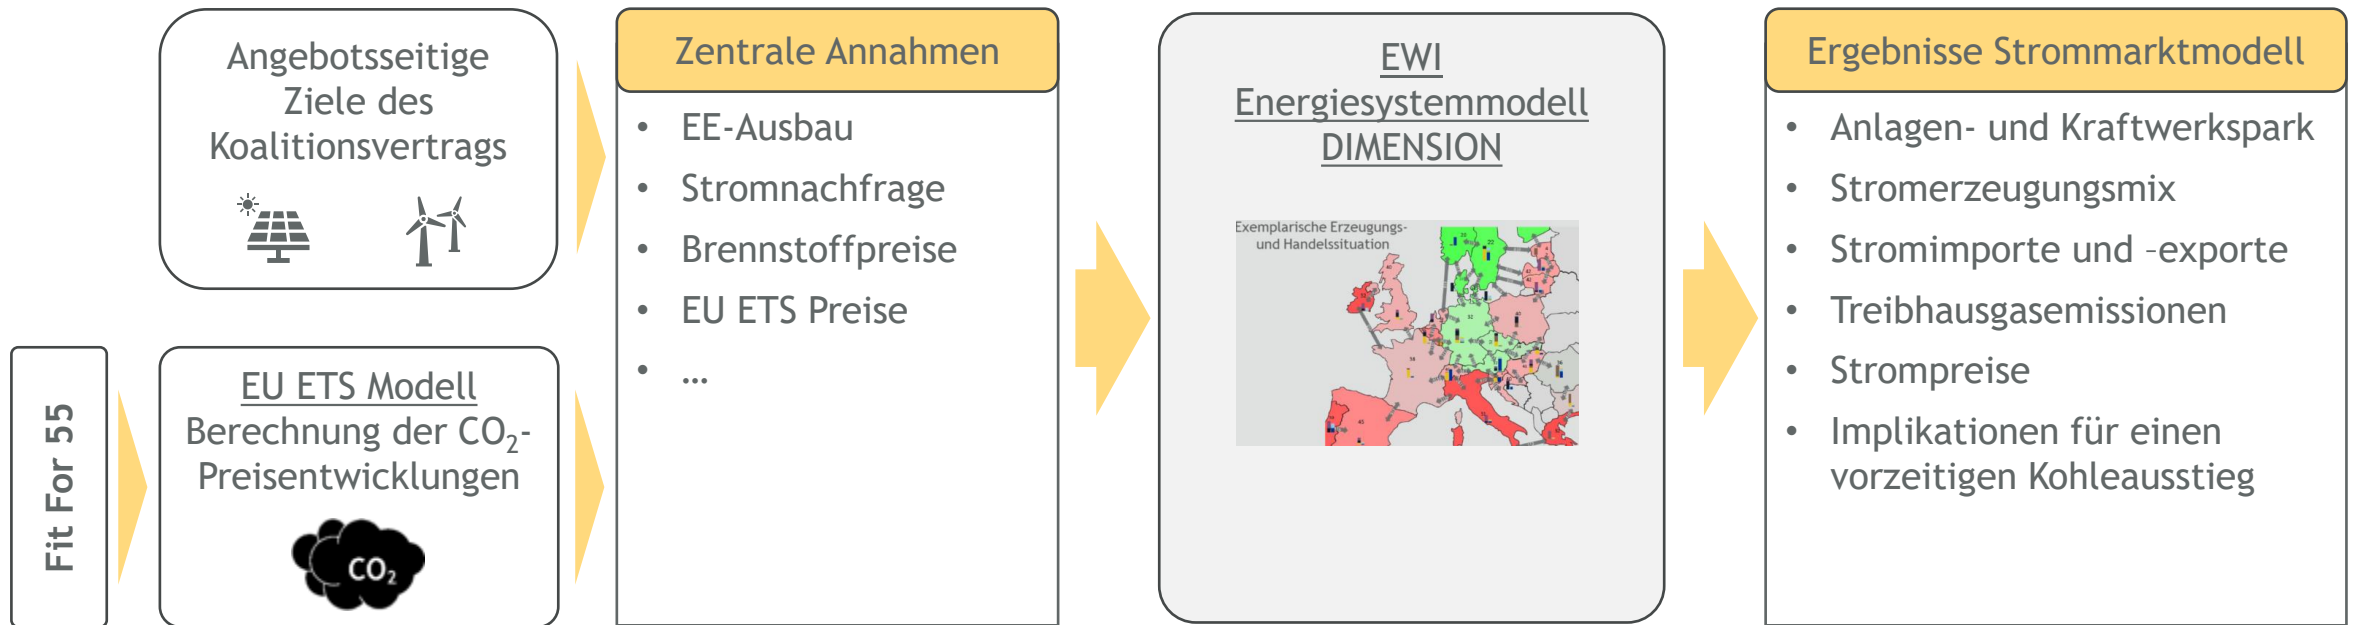 Angebotsseitige
Ziele des
Koalitionsvertrags
Fit For 55
EU ETS Modell
Berechnung der CO₂-
Preisentwicklungen
CO₂
Zentrale Annahmen
• EE-Ausbau
• Stromnachfrage
• Brennstoffpreise
• EU ETS Preise
• …
EWI
Energiesystemmodell
DIMENSION
Exemplarische Erzeugungs-
und Handelssituation
Ergebnisse Strommarktmodell
• Anlagen- und Kraftwerkspark
• Stromerzeugungsmix
• Stromimporte und –exporte
• Treibhausgasemissionen
• Strompreise
• Implikationen für einen
vorzeitigen Kohleausstieg